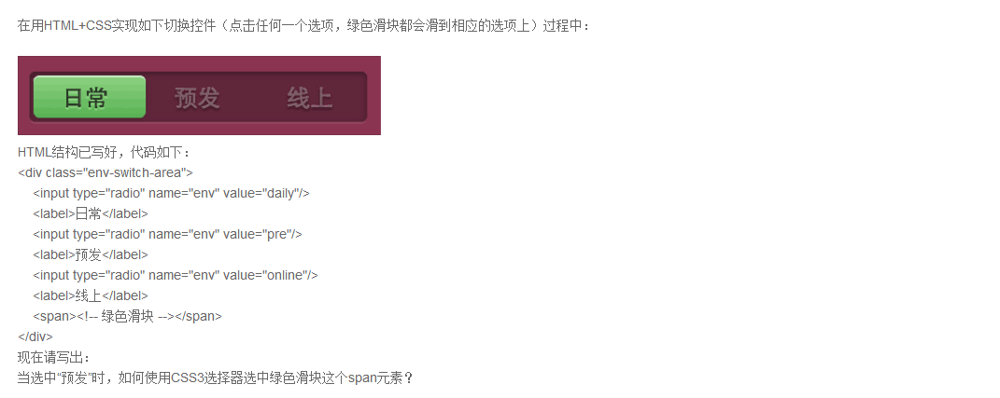 在用HTML+CSS实现如下切换控件（点击任何一个选项，绿色滑块都会滑到相应的选项上）过程中：
日常 预发 线上
HTML结构已写好，代码如下：
<div class="env-switch-area">
<input type="radio" name="env" value="daily"/>
<label>日常</label>
<input type="radio" name="env" value="pre"/>
<label>预发</label>
<input type="radio" name="env" value="online"/>
<label>线上</label>
<span><!-- 绿色滑块 --></span>
</div>
现在请写出：
当选中“预发”时，如何使用CSS3选择器选中绿色滑块这个span元素？